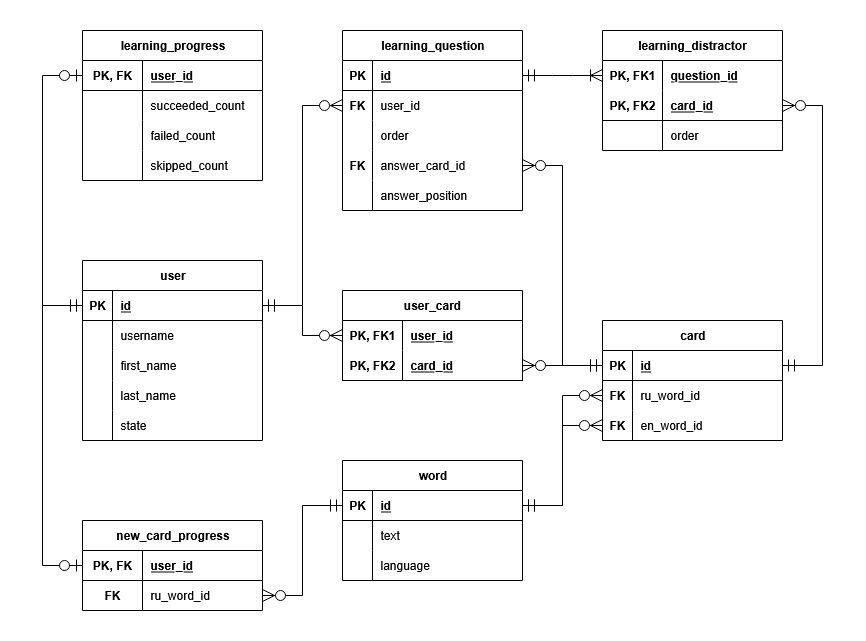 learning_progress
PK, FK user_id
succeeded_count
failed_count
skipped_count
learning_question
PK id
FK user_id
order
FK answer_card_id
answer_position
learning_distractor
PK, FK1 question_id
PK, FK2 card_id
order
user
PK id
username
first_name
last_name
state
user_card
PK, FK1 user_id
PK, FK2 card_id
card
PK id
FK ru_word_id
FK en_word_id
word
PK id
text
language
new_card_progress
PK, FK user_id
FK ru_word_id